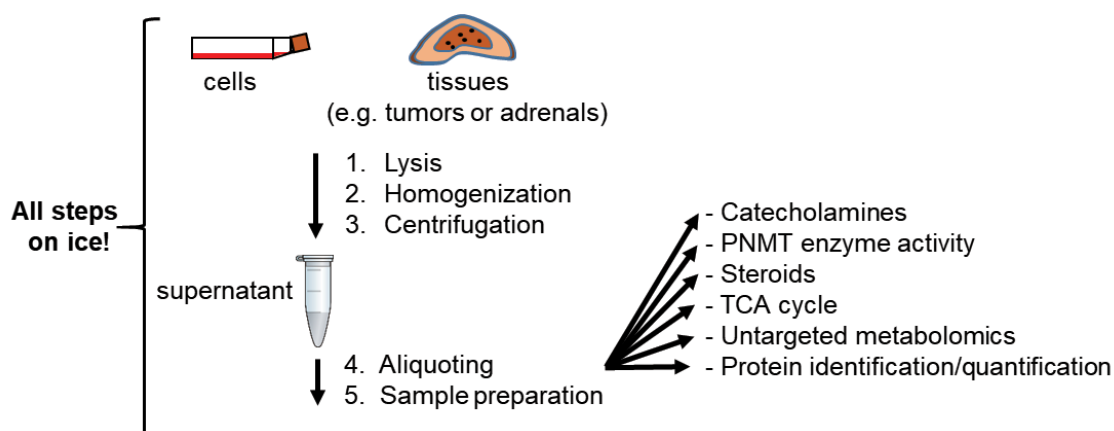 cells
tissues
(e.g. tumors or adrenals)
1. Lysis
2. Homogenization
3. Centrifugation
All steps
on ice!
supernatant
4. Aliquoting
5. Sample preparation
- Catecholamines
- PNMT enzyme activity
- Steroids
- TCA cycle
- Untargeted metabolomics
- Protein identification/quantification